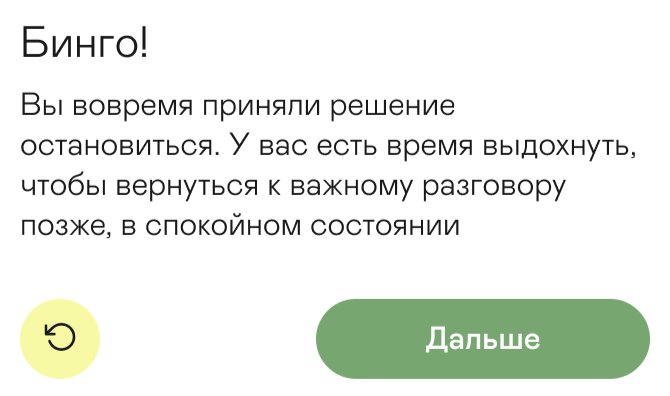 Бинго!
Вы вовремя приняли решение
остановиться. У вас есть время выдохнуть,
чтобы вернуться к важному разговору
позже, в спокойном состоянии
Дальше